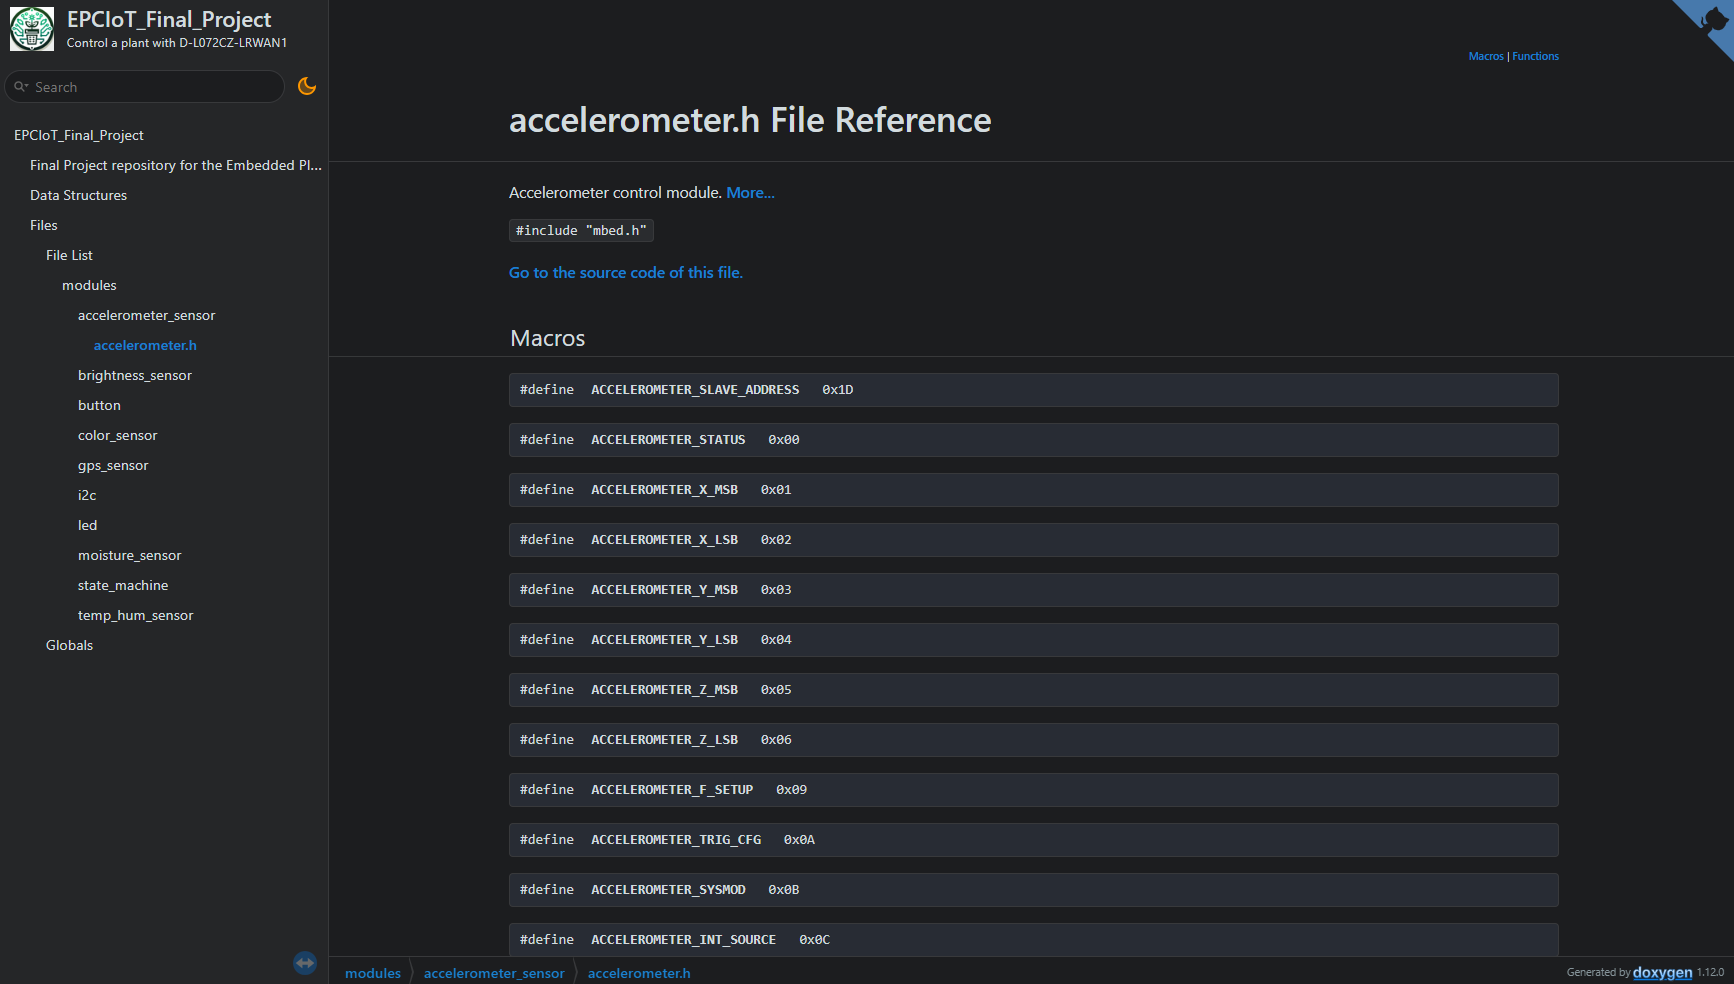 EPCIoT_Final_Project
Control a plant with D-L072CZ-LRWAN1
Search
EPCIoT_Final_Project
Final Project repository for the Embedded Pl...
Data Structures
Files
File List
modules
accelerometer_sensor
accelerometer.h
brightness_sensor
button
color_sensor
gps_sensor
i2c
led
moisture_sensor
state_machine
temp_hum_sensor
Globals
Macros | Functions
accelerometer.h File Reference
Accelerometer control module. More...
#include "mbed.h"
Go to the source code of this file.
Macros
#define ACCELEROMETER_SLAVE_ADDRESS 0x1D
#define ACCELEROMETER_STATUS 0x00
#define ACCELEROMETER_X_MSB 0x01
#define ACCELEROMETER_X_LSB 0x02
#define ACCELEROMETER_Y_MSB 0x03
#define ACCELEROMETER_Y_LSB 0x04
#define ACCELEROMETER_Z_MSB 0x05
#define ACCELEROMETER_Z_LSB 0x06
#define ACCELEROMETER_F_SETUP 0x09
#define ACCELEROMETER_TRIG_CFG 0x0A
#define ACCELEROMETER_SYSMOD 0x0B
#define ACCELEROMETER_INT_SOURCE 0x0C
modules accelerometer_sensor accelerometer.h
Generated by doxygen 1.12.0